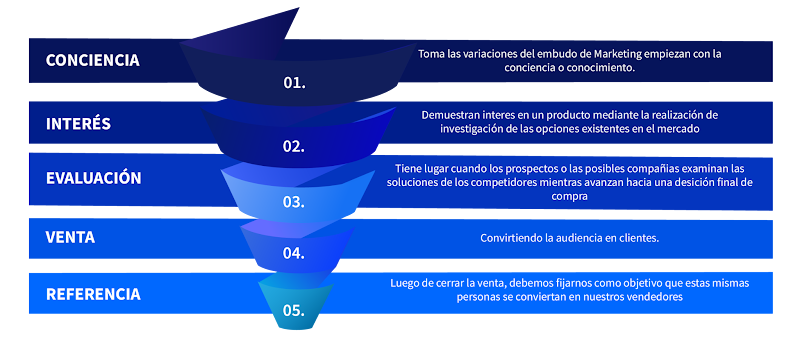 CONCIENCIA
01.
Toma las variaciones del embudo de Marketing empiezan con la
conciencia o conocimiento.
INTERÉS
02.
Demuestran interes en un producto mediante la realización de
investigación de las opciones existentes en el mercado
EVALUACIÓN
03.
Tiene lugar cuando los prospectos o las posibles compañias examinan las
soluciones de los competidores mientras avanzan hacia una desición final de
compra
VENTA
04.
Convirtiendo la audiencia en clientes.
REFERENCIA
05.
Luego de cerrar la venta, debemos fijarnos como objetivo que estas mismas
personas se conviertan en nuestros vendedores